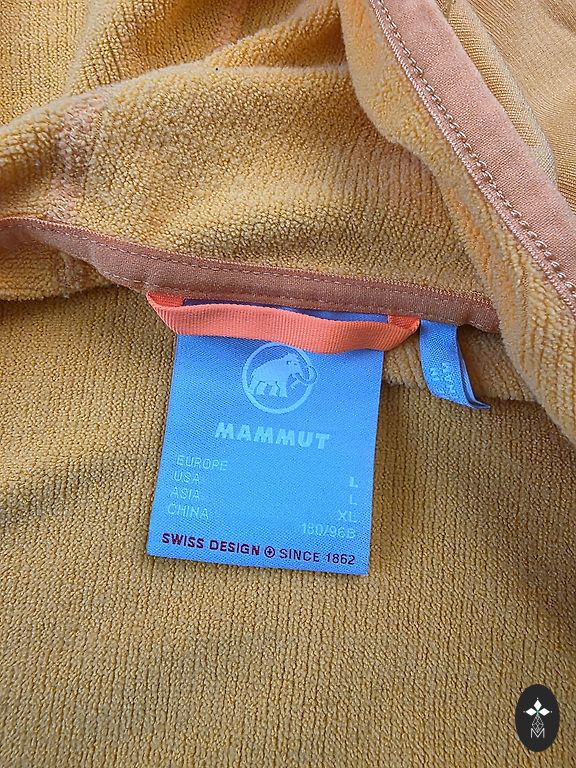 MAMMUT
EUROPE L
USA L
ASIA XL
CHINA 180/96B
SWISS DESIGN SINCE 1862
M